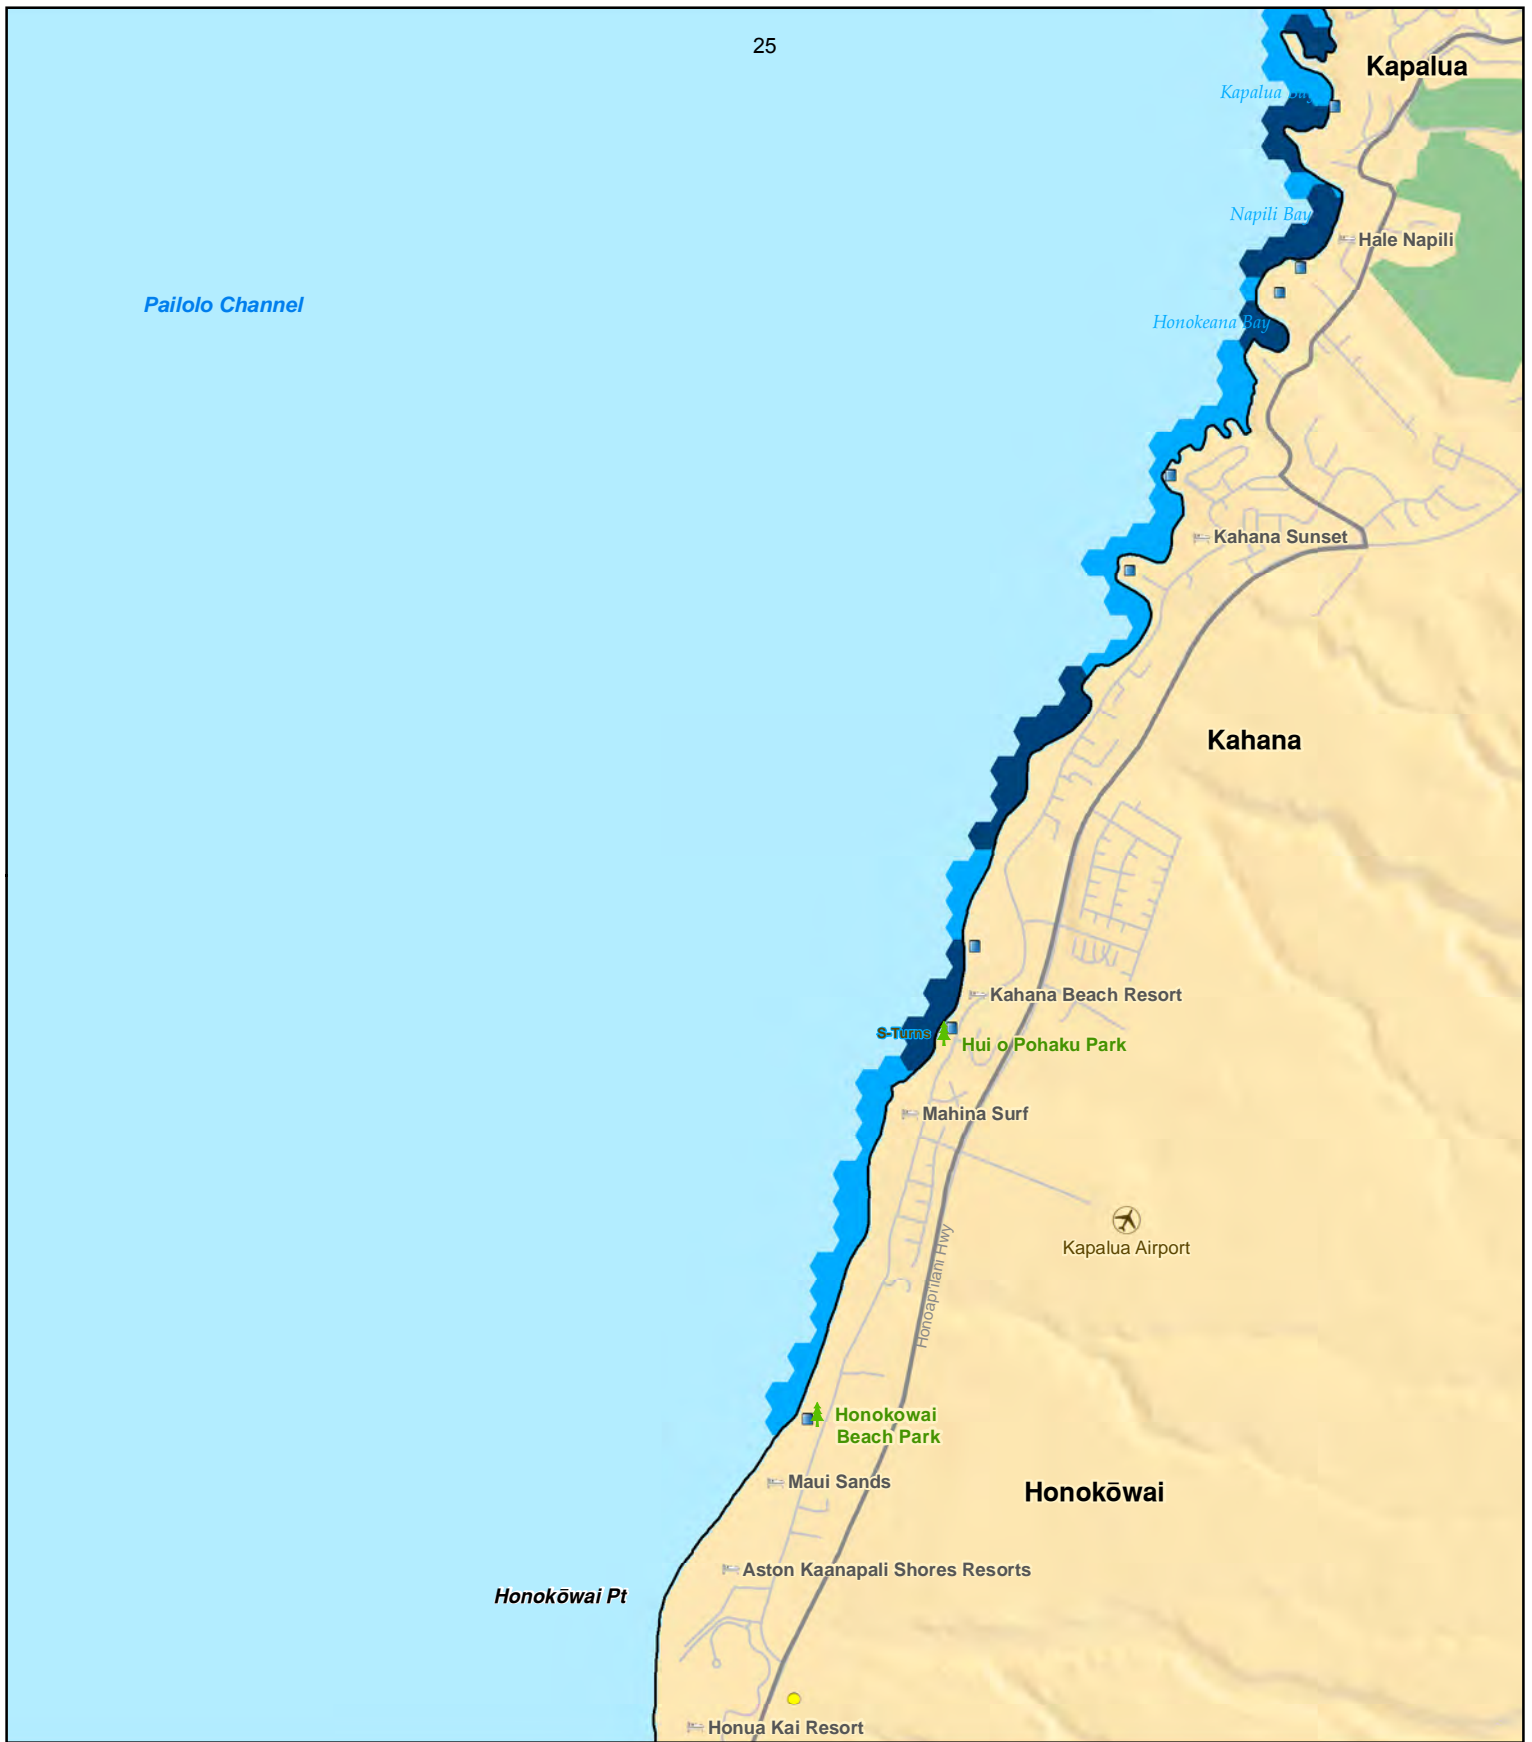 25
Kapalua
Kapalua Bay
Napili Bay
Hale Napili
Pailolo Channel
Honokeana Bay
Kahana Sunset
Kahana
Kahana Beach Resort
S-Turns
Hui o Pohaku Park
Mahina Surf
Kapalua Airport
Honoapiʻilani Hwy
Honokowai
Beach Park
Maui Sands
Honokōwai
Aston Kaanapali Shores Resorts
Honokōwai Pt
Honua Kai Resort